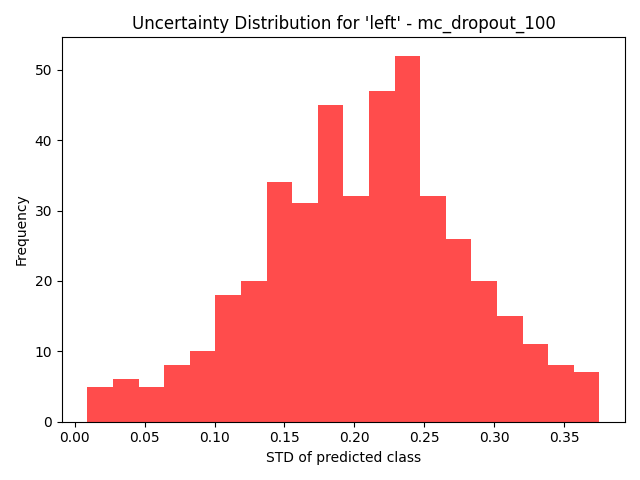 Uncertainty Distribution for 'left' - mc_dropout_100
50
40
30
20
10
0
Frequency
0.00 0.05 0.10 0.15 0.20 0.25 0.30 0.35
STD of predicted class